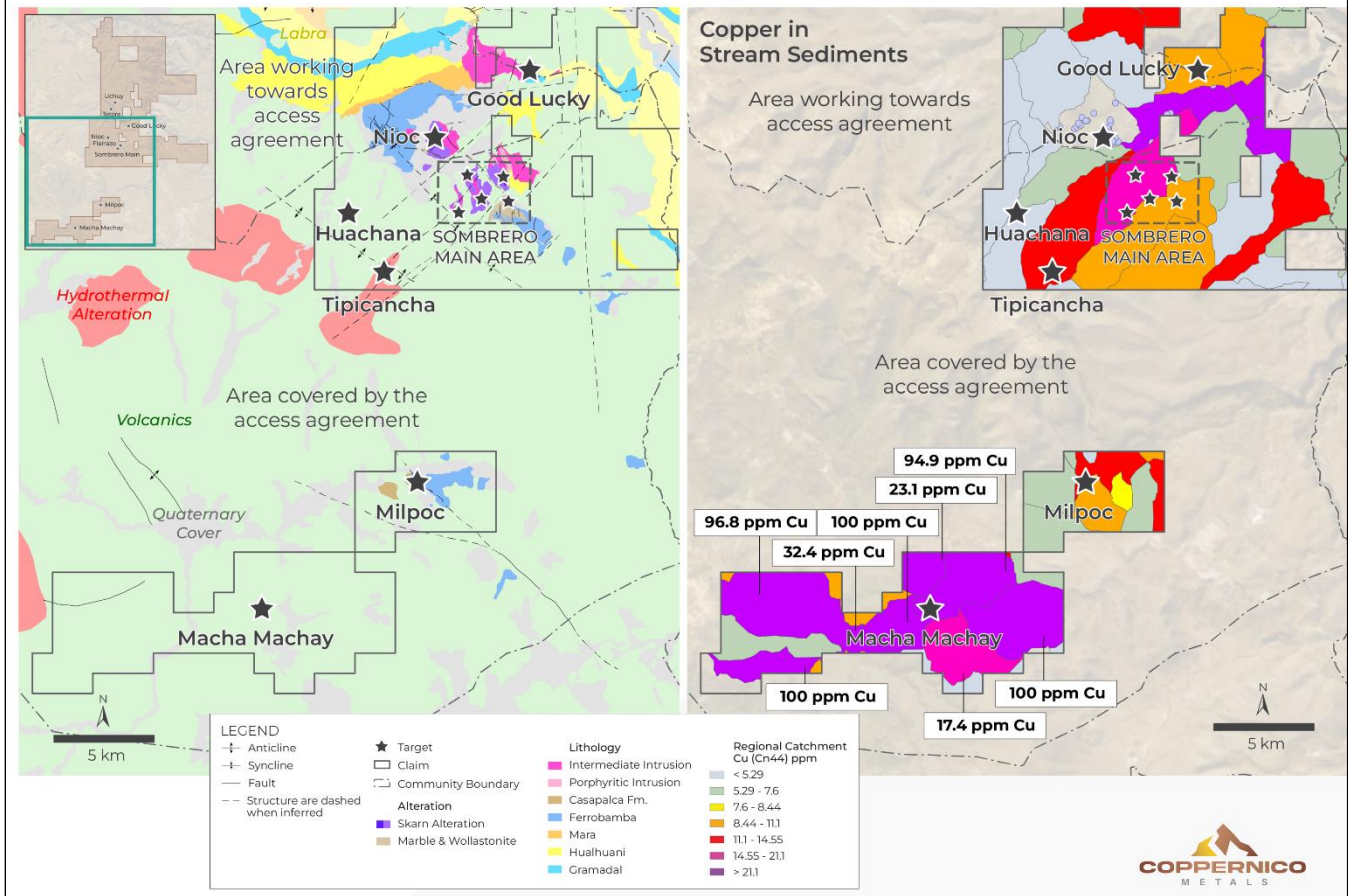 Labra
Area working
towards
access
agreement
Good Lucky
Nioc
Huachana
SOMBRERO
MAIN AREA
Tipicancha
Hydrothermal
Alteration
Area covered by the
access agreement
Volcanics
Quaternary
Cover
Milpoc
Macha Machay
N
5 km
Uchuy
Totora
Good Lucky
Nioc
Fierrazo
Sombrero Main
Milpoc
Macha Machay
Copper in
Stream Sediments
Area working towards
access agreement
Good Lucky
Nioc
Huachana
SOMBRERO
MAIN AREA
Tipicancha
Area covered by the
access agreement
94.9 ppm Cu
23.1 ppm Cu
96.8 ppm Cu
100 ppm Cu
32.4 ppm Cu
Milpoc
Macha Machay
100 ppm Cu
100 ppm Cu
17.4 ppm Cu
N
5 km
LEGEND
Anticline
Syncline
Fault
Structure are dashed
when inferred
Target
Claim
Community Boundary
Alteration
Skarn Alteration
Marble & Wollastonite
Lithology
Intermediate Intrusion
Porphyritic Intrusion
Casapalca Fm.
Ferrobamba
Mara
Hualhuani
Gramadal
Regional Catchment
Cu (Cn44) ppm
< 5.29
5.29 - 7.6
7.6 - 8.44
8.44 - 11.1
11.1 - 14.55
14.55 - 21.1
> 21.1
COPPERNICO
METALS